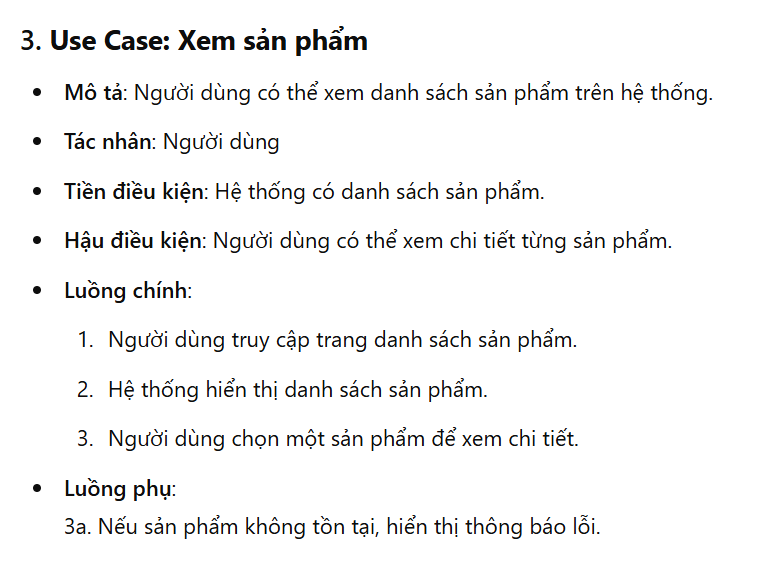 3. Use Case: Xem sản phẩm
Mô tả: Người dùng có thể xem danh sách sản phẩm trên hệ thống.
Tác nhân: Người dùng
Tiền điều kiện: Hệ thống có danh sách sản phẩm.
Hậu điều kiện: Người dùng có thể xem chi tiết từng sản phẩm.
Luồng chính:
1. Người dùng truy cập trang danh sách sản phẩm.
2. Hệ thống hiển thị danh sách sản phẩm.
3. Người dùng chọn một sản phẩm để xem chi tiết.
Luồng phụ:
3a. Nếu sản phẩm không tồn tại, hiển thị thông báo lỗi.